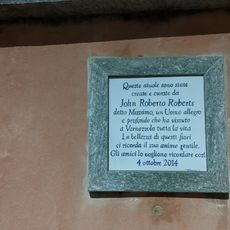 Queste aiuole sono state
create e curate da
John Roberto Roberts
detto Massimo, un Uomo allegro
e profondo che ha vissuto
a Vernazzola tutta la vita
La bellezza di questi fiori
ci ricorda il suo animo gentile.
Gli amici lo vogliono ricordare così
4 ottobre 2014